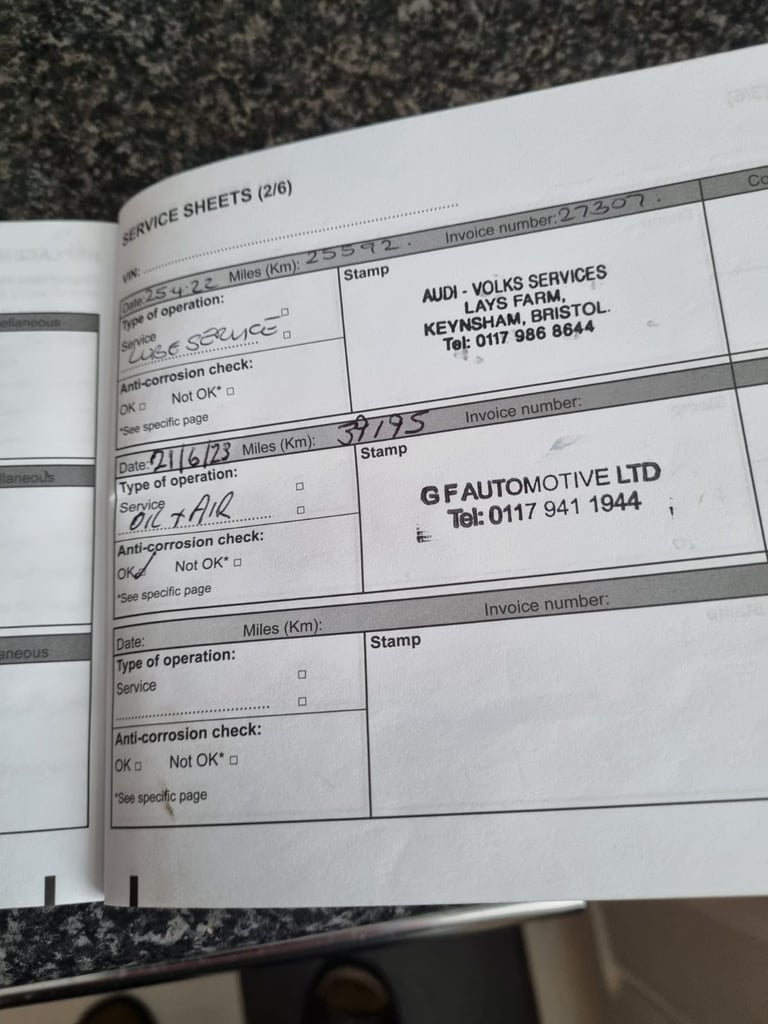 SERVICE SHEETS (2/6)
VIN:
Date: 25.4.22 Miles (Km): 25592. Invoice number: 27307.
Type of operation:
Service
LUBE SERVICE
Anti-corrosion check:
OK □ Not OK* □
*See specific page
Stamp
AUDI - VOLKS SERVICES
LAYS FARM,
KEYNSHAM, BRISTOL.
Tel: 0117 986 8644
Co
Date: 21/6/23 Miles (Km): 39195 Invoice number:
Type of operation:
Service
OIL + AIR
Anti-corrosion check:
OK Not OK* □
*See specific page
Stamp
G F AUTOMOTIVE LTD
Tel: 0117 941 1944
Date: Miles (Km): Invoice number:
Type of operation:
Service
Anti-corrosion check:
OK □ Not OK* □
*See specific page
Stamp
ellaneous
llaneous
aneous